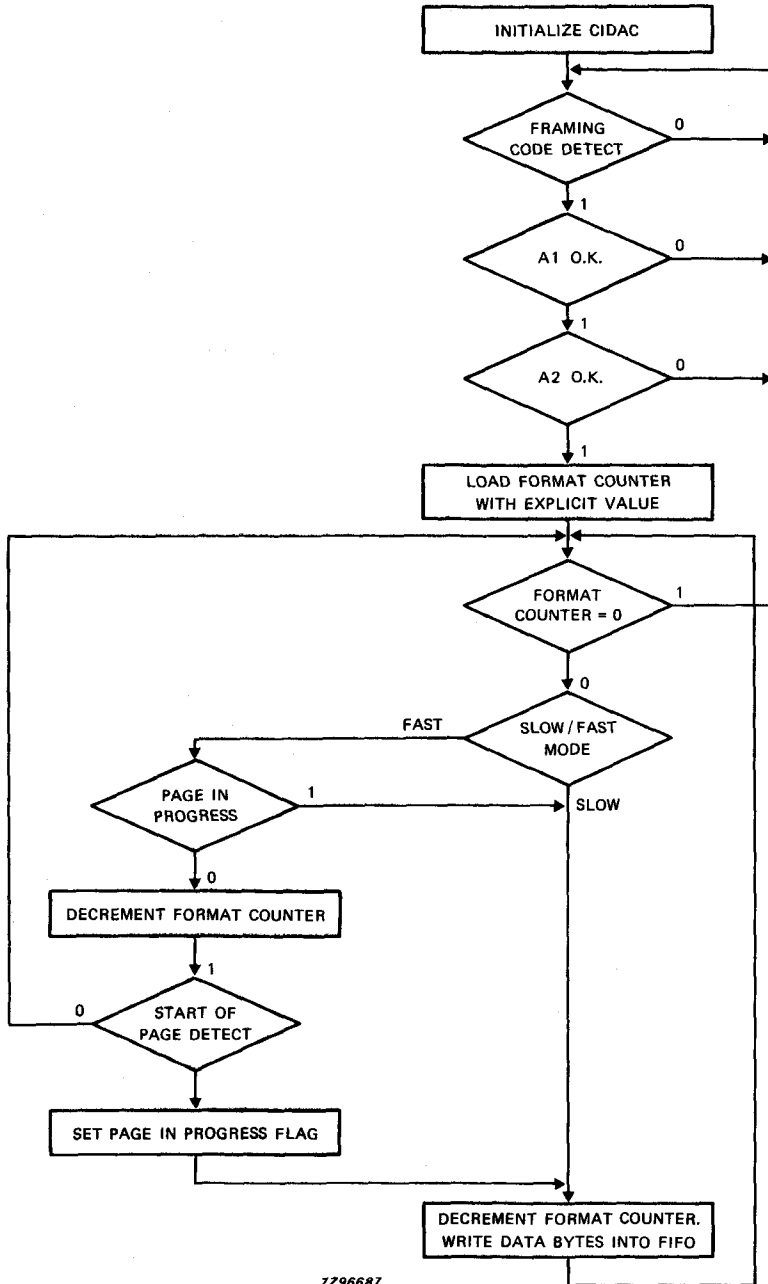 INITIALIZE CIDAC
FRAMING
CODE DETECT
0
1
A1 O.K.
0
1
A2 O.K.
0
1
LOAD FORMAT COUNTER
WITH EXPLICIT VALUE
FORMAT
COUNTER = 0
1
0
FAST
SLOW / FAST
MODE
PAGE IN
PROGRESS
1
SLOW
0
DECREMENT FORMAT COUNTER
1
0
START OF
PAGE DETECT
SET PAGE IN PROGRESS FLAG
DECREMENT FORMAT COUNTER.
WRITE DATA BYTES INTO FIFO
7Z96687